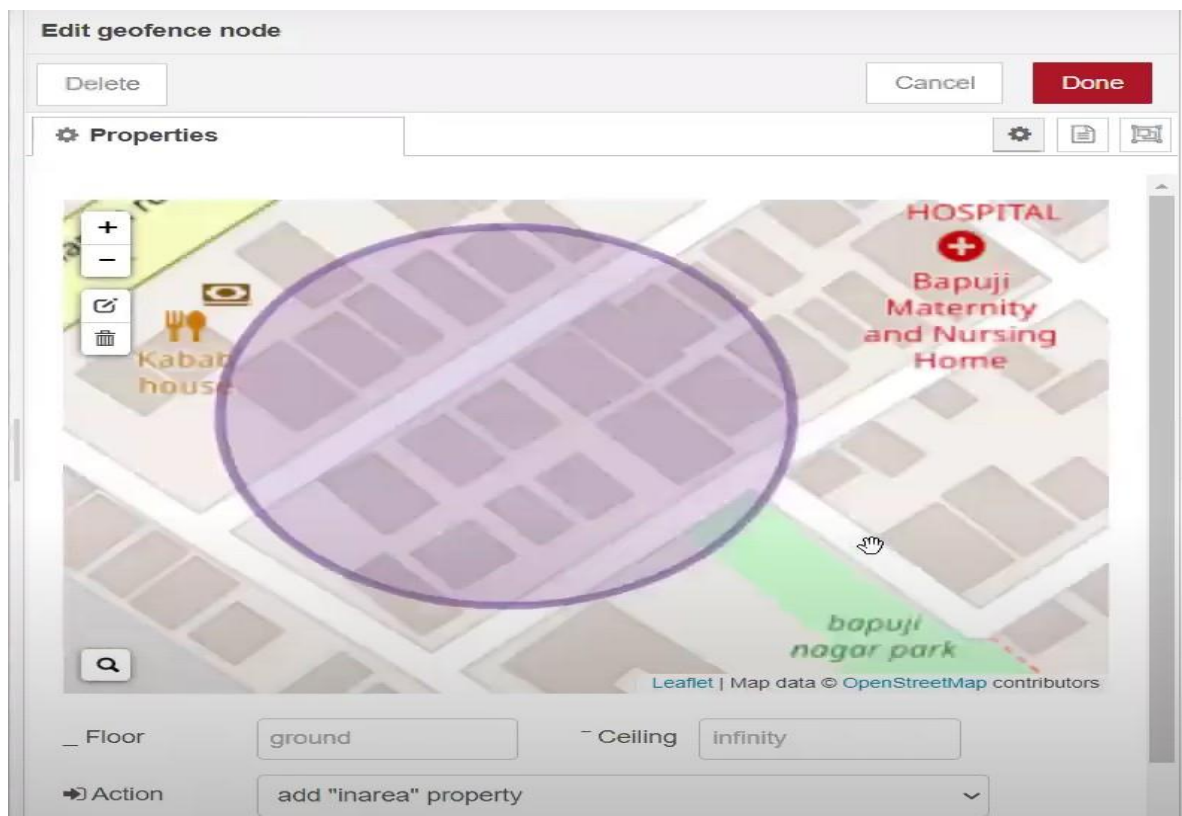 Edit geofence node
Delete
Cancel
Done
Properties
+
−
HOSPITAL
Bapuji
Maternity
and Nursing
Home
Kabab
house
bapuji
nagar park
Leaflet | Map data © OpenStreetMap contributors
Floor
ground
Ceiling
infinity
Action
add "inarea" property